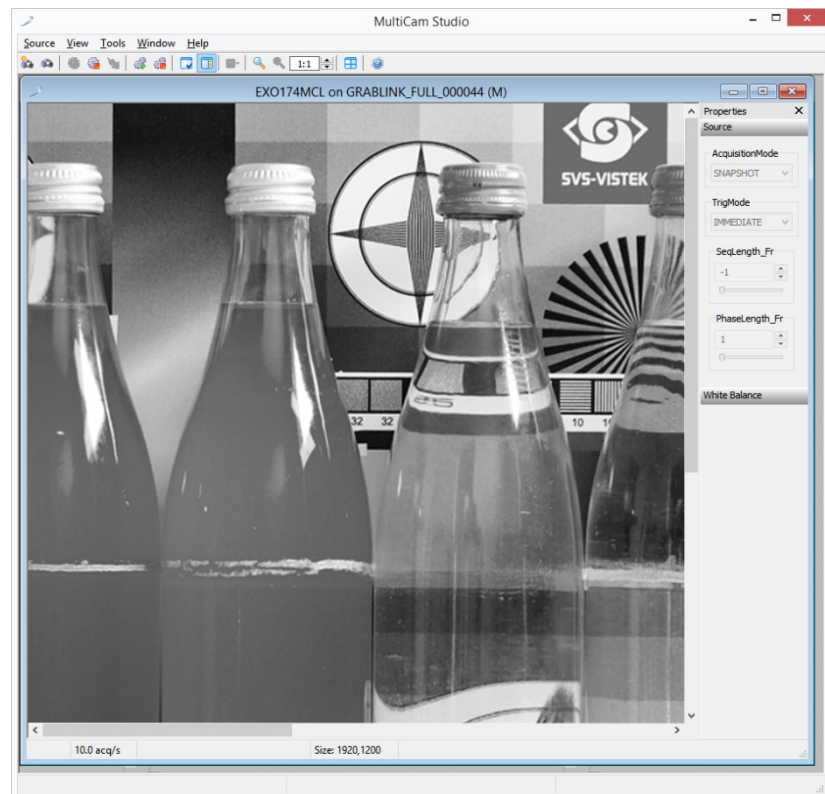 MultiCam Studio
Source View Tools Window Help
1:1
EXO174MCL on GRABLINK_FULL_000044 (M)
Properties
Source
AcquisitionMode
SNAPSHOT
TrigMode
IMMEDIATE
SeqLength_Fr
-1
PhaseLength_Fr
1
White Balance
SVS-VISTEK
32 32
10
10.0 acq/s
Size: 1920,1200